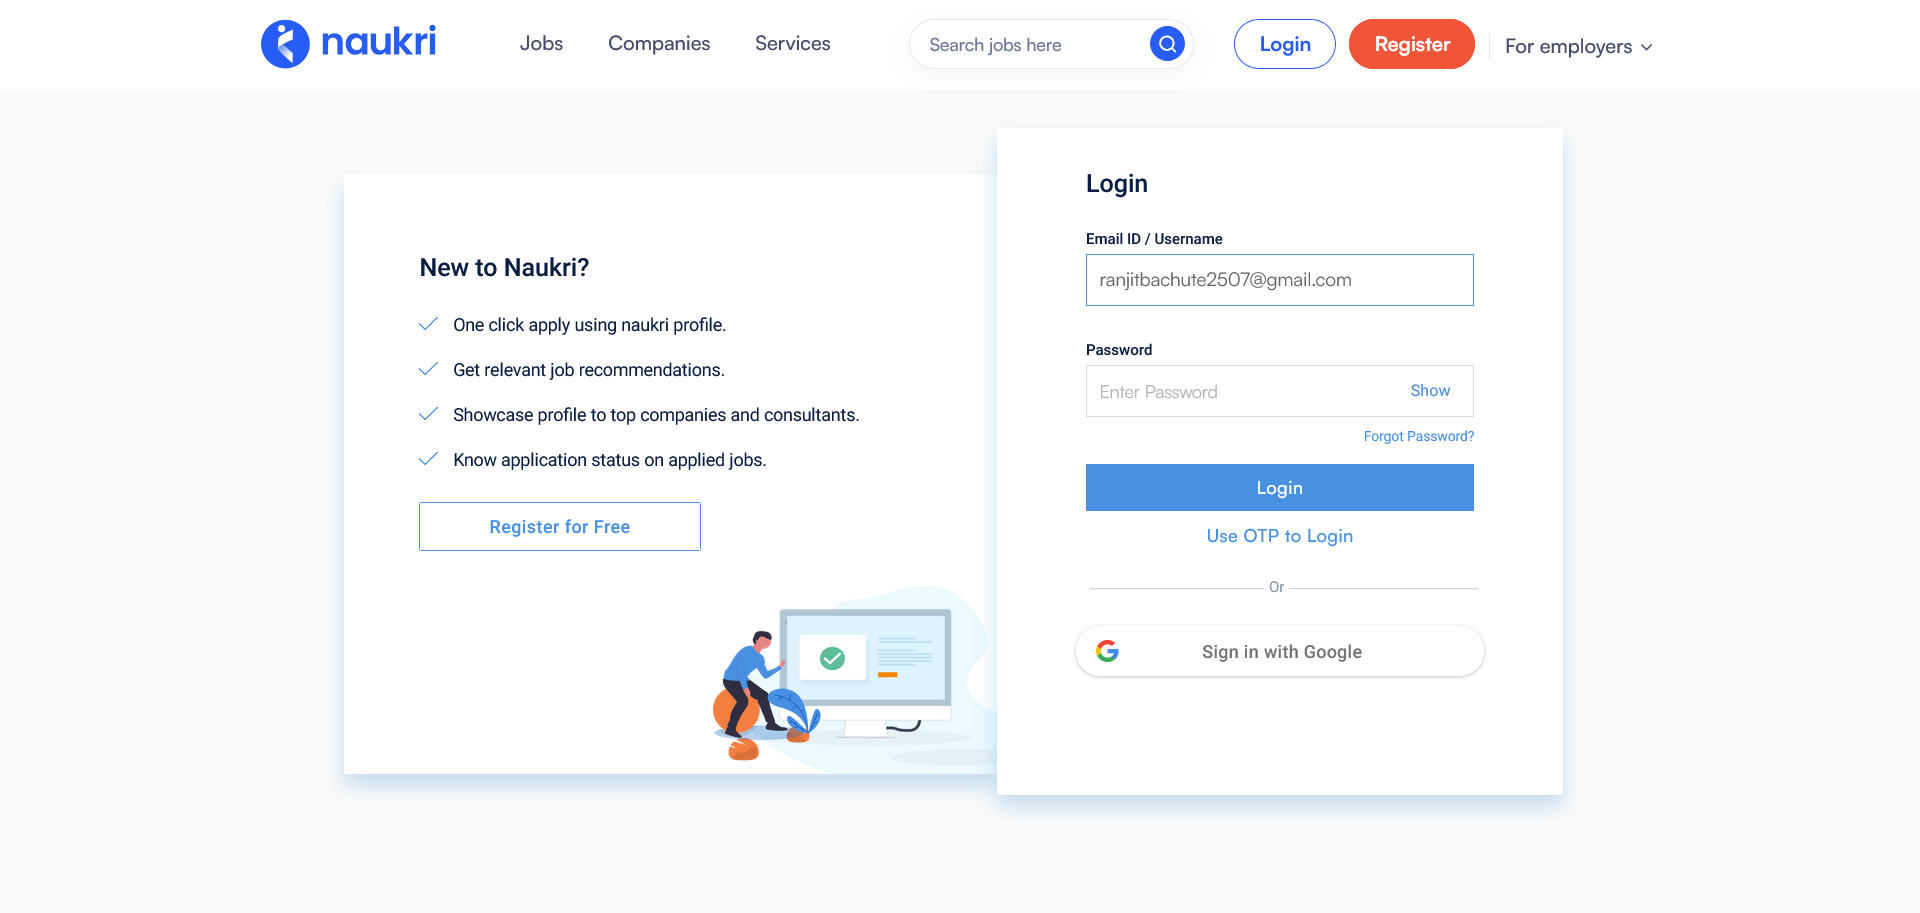 naukri
Jobs
Companies
Services
Search jobs here
Login
Register
For employers
New to Naukri?
One click apply using naukri profile.
Get relevant job recommendations.
Showcase profile to top companies and consultants.
Know application status on applied jobs.
Register for Free
Login
Email ID / Username
ranjitbachute2507@gmail.com
Password
Enter Password
Show
Forgot Password?
Login
Use OTP to Login
Or
Sign in with Google